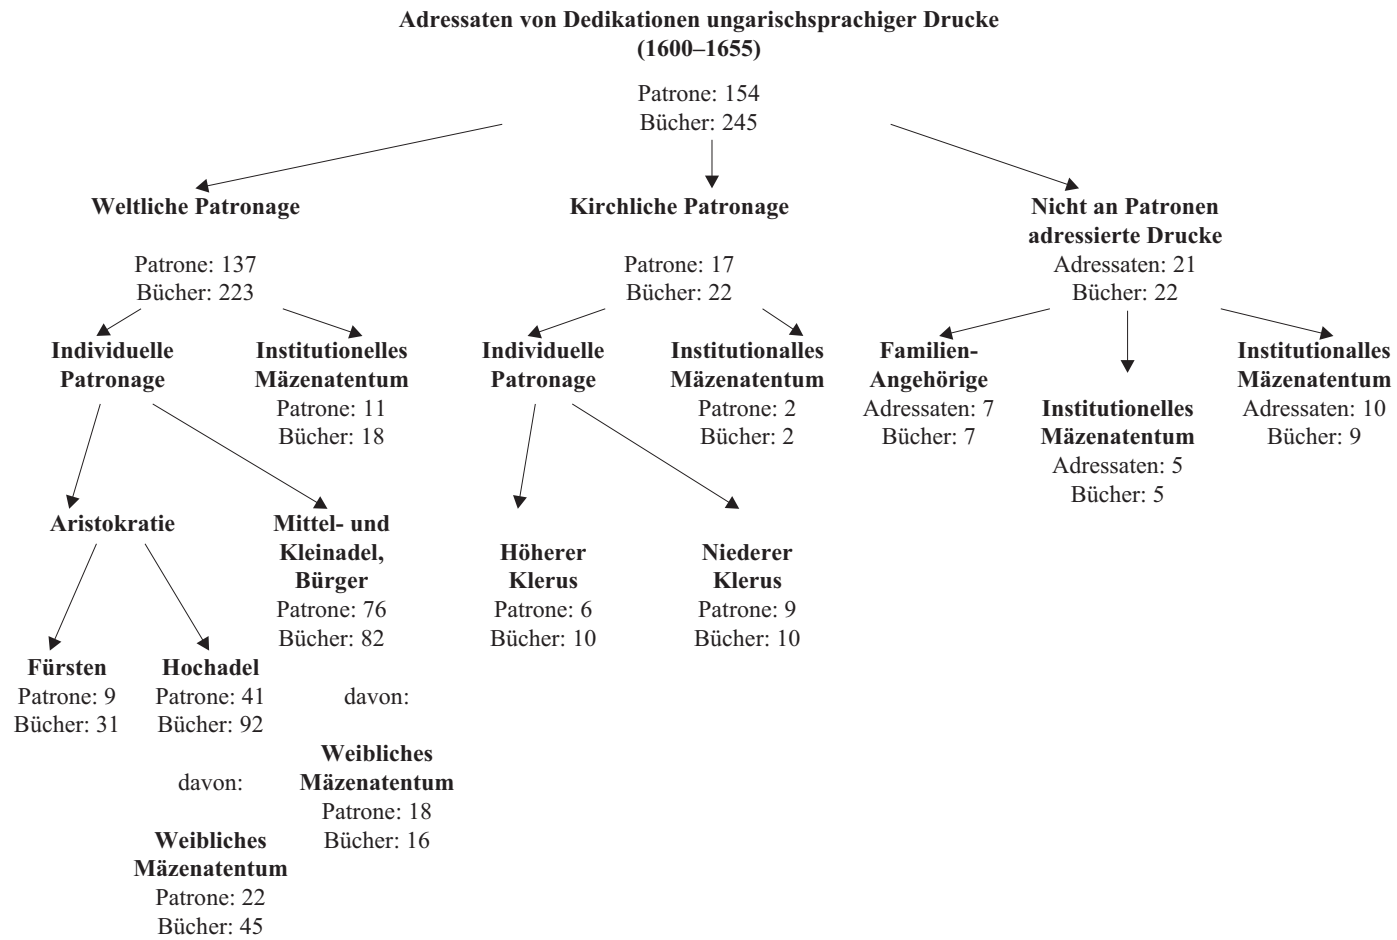 Adressaten von Dedikationen ungarischsprachiger Drucke
(1600–1655)
Patrone: 154
Bücher: 245
Weltliche Patronage
Patrone: 137
Bücher: 223
Kirchliche Patronage
Patrone: 17
Bücher: 22
Nicht an Patronen
adressierte Drucke
Adressaten: 21
Bücher: 22
Individuelle
Patronage
Institutionelles
Mäzenatentum
Patrone: 11
Bücher: 18
Individuelle
Patronage
Institutionalles
Mäzenatentum
Patrone: 2
Bücher: 2
Familien-
Angehörige
Adressaten: 7
Bücher: 7
Institutionelles
Mäzenatentum
Adressaten: 5
Bücher: 5
Institutionalles
Mäzenatentum
Adressaten: 10
Bücher: 9
Aristokratie
Mittel- und
Kleinadel,
Bürger
Patrone: 76
Bücher: 82
Höherer
Klerus
Patrone: 6
Bücher: 10
Niederer
Klerus
Patrone: 9
Bücher: 10
Fürsten
Patrone: 9
Bücher: 31
Hochadel
Patrone: 41
Bücher: 92
davon:
Weibliches
Mäzenatentum
Patrone: 18
Bücher: 16
davon:
Weibliches
Mäzenatentum
Patrone: 22
Bücher: 45